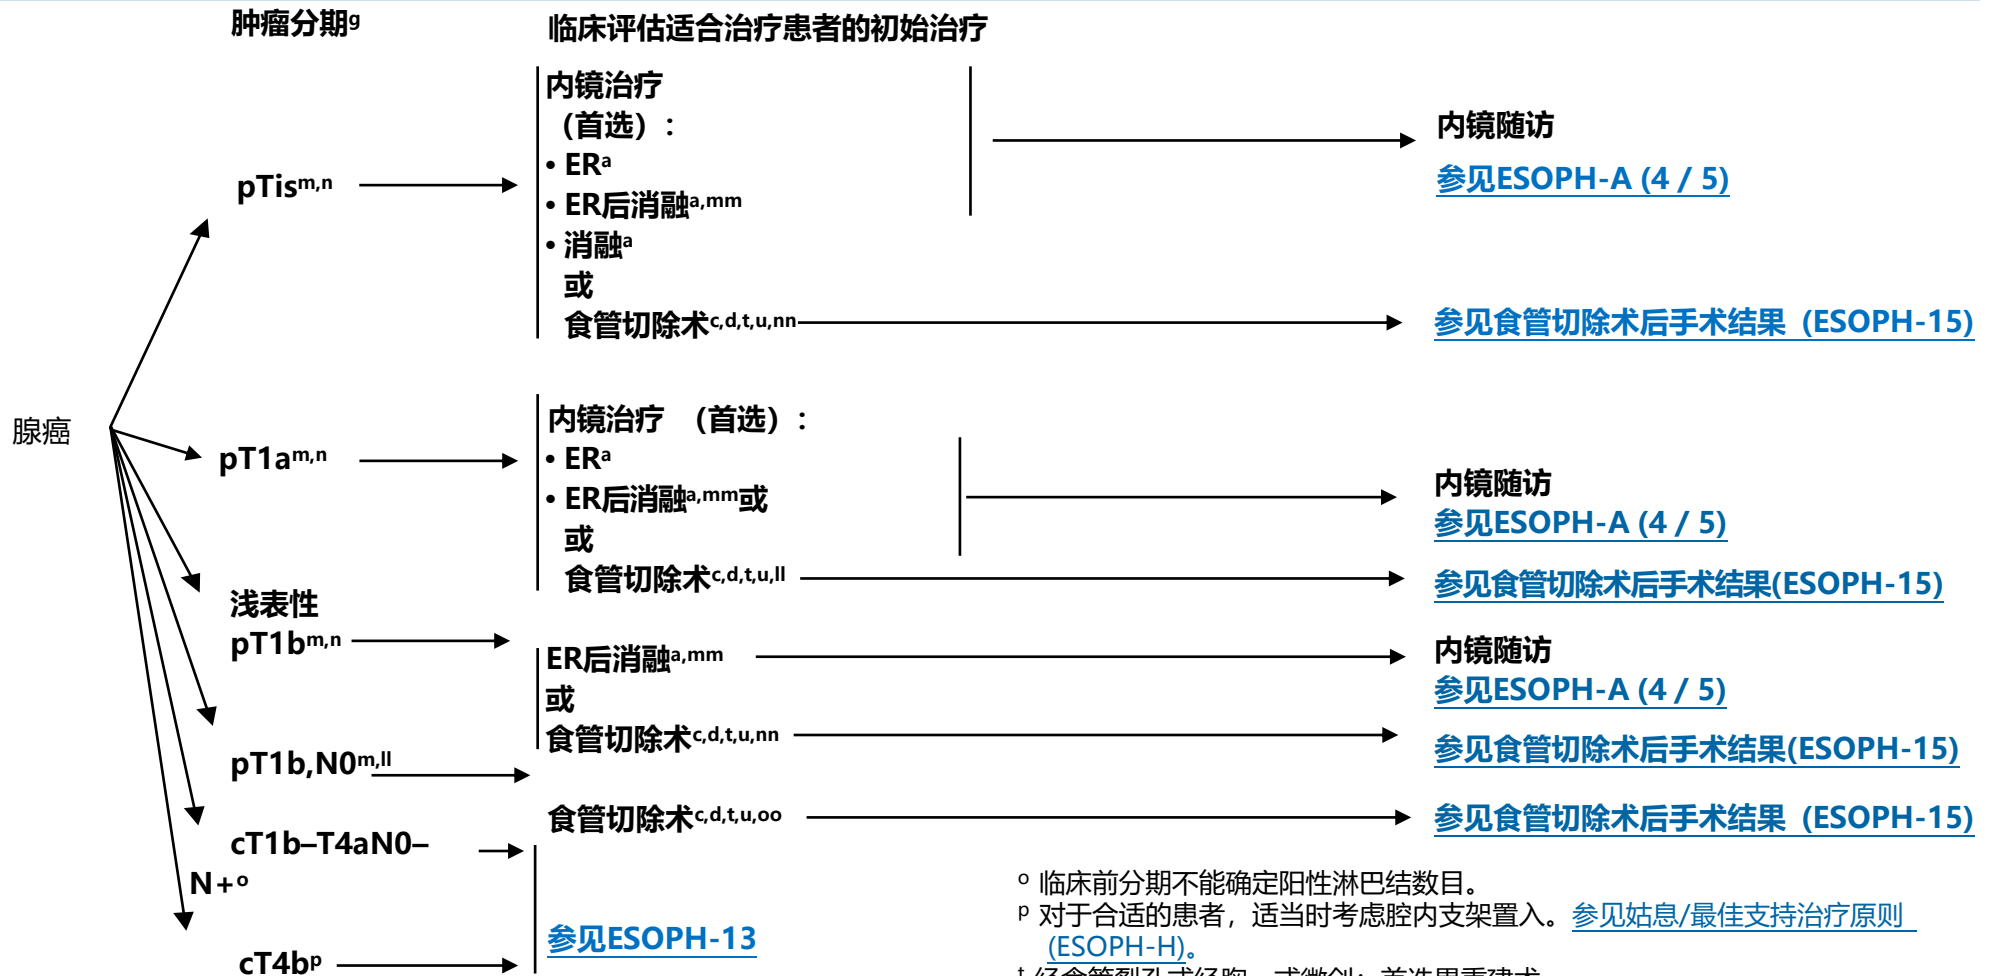 肿瘤分期g
临床评估适合治疗患者的初始治疗
内镜治疗
（首选）：
• ERa
• ER后消融a,mm
• 消融a
或
食管切除术c,d,t,u,nn
pTism,n
内镜随访
参见ESOPH-A (4 / 5)
参见食管切除术后手术结果 (ESOPH-15)
腺癌
pT1am,n
内镜治疗 （首选）：
• ERa
• ER后消融a,mm或
或
食管切除术c,d,t,u,ll
内镜随访
参见ESOPH-A (4 / 5)
参见食管切除术后手术结果(ESOPH-15)
浅表性
pT1bm,n
ER后消融a,mm
或
食管切除术c,d,t,u,nn
内镜随访
参见ESOPH-A (4 / 5)
参见食管切除术后手术结果(ESOPH-15)
pT1b,N0m,ll
食管切除术c,d,t,u,oo
参见食管切除术后手术结果 (ESOPH-15)
cT1b–T4aN0–
N+o
cT4bp
参见ESOPH-13
o 临床前分期不能确定阳性淋巴结数目。
p 对于合适的患者，适当时考虑腔内支架置入。参见姑息/最佳支持治疗原则
(ESOPH-H)。